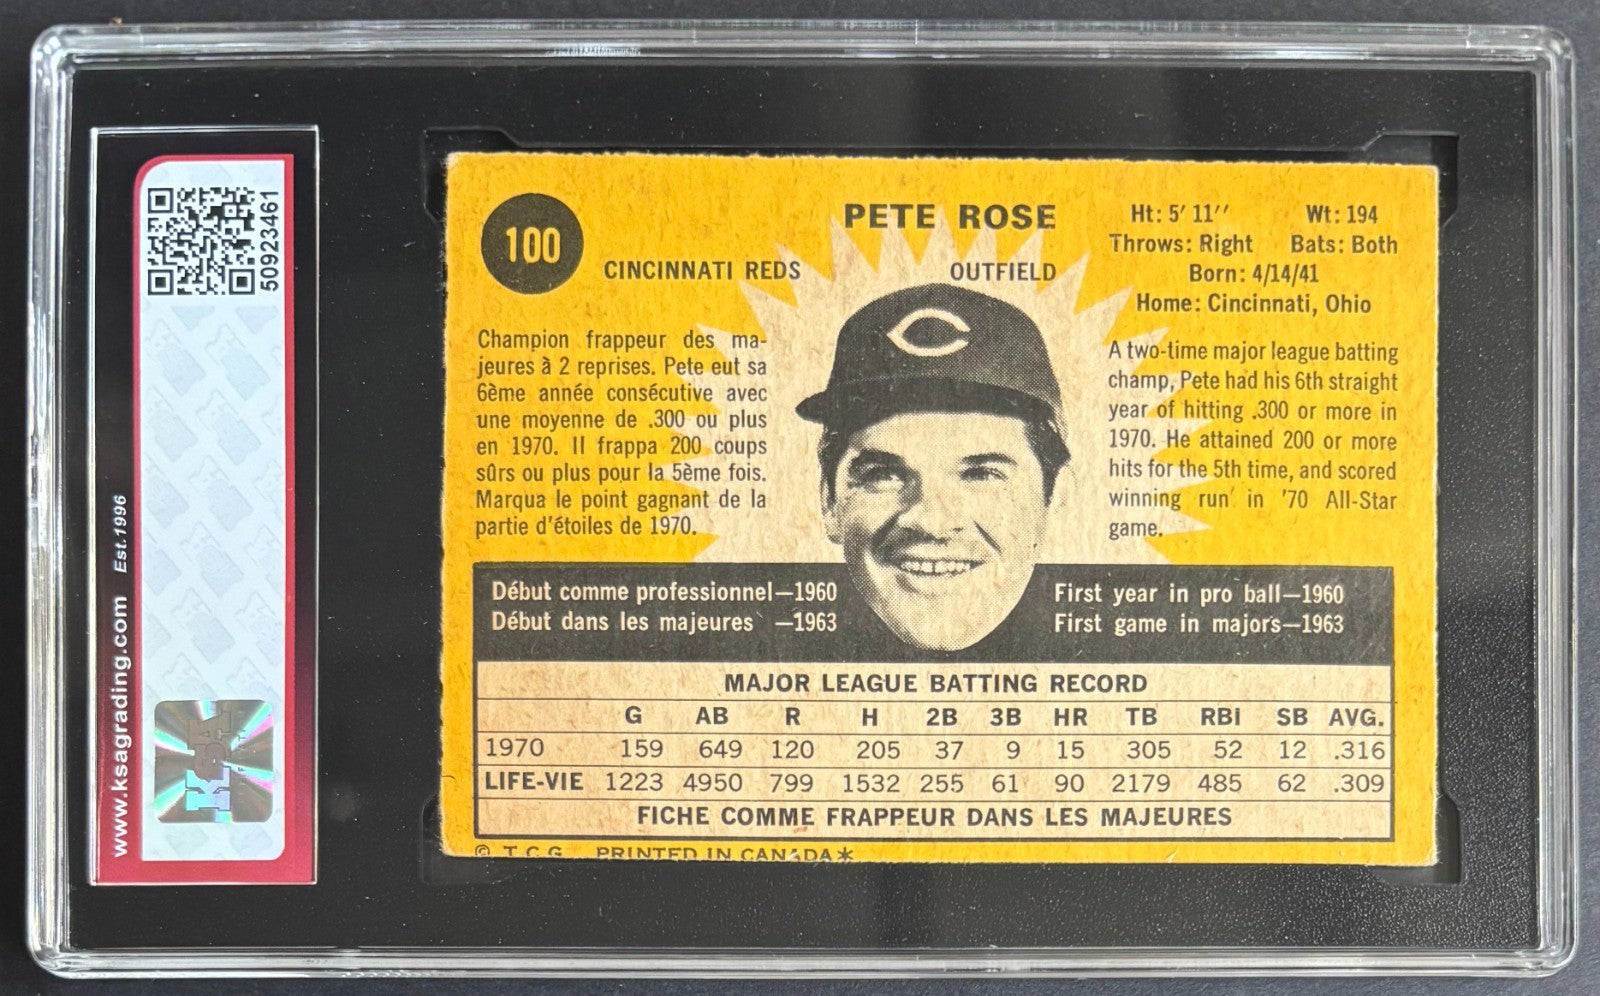 509234461
www.ksagrading.com Est.1996
KSA
100
PETE ROSE
CINCINNATI REDS OUTFIELD
Ht: 5' 11'' Wt: 194
Throws: Right Bats: Both
Born: 4/14/41
Home: Cincinnati, Ohio
Champion frappeur des ma-
jeures à 2 reprises. Pete eut sa
6ème année consécutive avec
une moyenne de .300 ou plus
en 1970. Il frappa 200 coups
sûrs ou plus pour la 5ème fois.
Marqua le point gagnant de la
partie d'étoiles de 1970.
A two-time major league batting
champ, Pete had his 6th straight
year of hitting .300 or more in
1970. He attained 200 or more
hits for the 5th time, and scored
winning run in '70 All-Star
game.
Début comme professionnel—1960
Début dans les majeures —1963
First year in pro ball—1960
First game in majors—1963
MAJOR LEAGUE BATTING RECORD
G AB R H 2B 3B HR TB RBi SB AVG.
1970 159 649 120 205 37 9 15 305 52 12 .316
LIFE-VIE 1223 4950 799 1532 255 61 90 2179 485 62 .309
FICHE COMME FRAPPEUR DANS LES MAJEURES
© T.C.G. PRINTED IN CANADA*